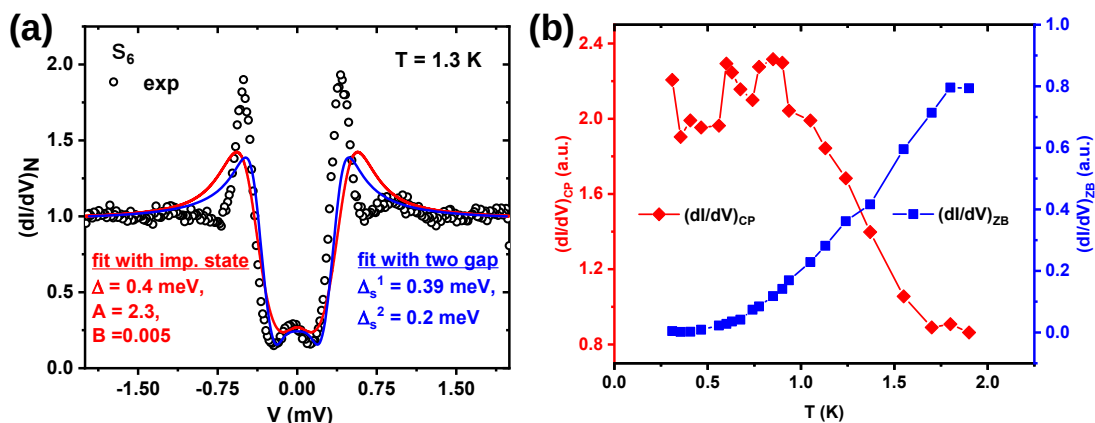 (a)
S6
exp
T = 1.3 K
(dI/dV)N
2.0
1.5
1.0
0.5
0.0
fit with imp. state
Δ = 0.4 meV,
A = 2.3,
B =0.005
fit with two gap
Δs1 = 0.39 meV,
Δs2 = 0.2 meV
-1.50 -0.75 0.00 0.75 1.50
V (mV)
(b)
(dI/dV)CP (a.u.)
2.4
2.0
1.6
1.2
0.8
(dI/dV)CP
(dI/dV)ZB
1.0
0.8
0.6
0.4
0.2
0.0
(dI/dV)ZB (a.u.)
0.0 0.5 1.0 1.5 2.0
T (K)